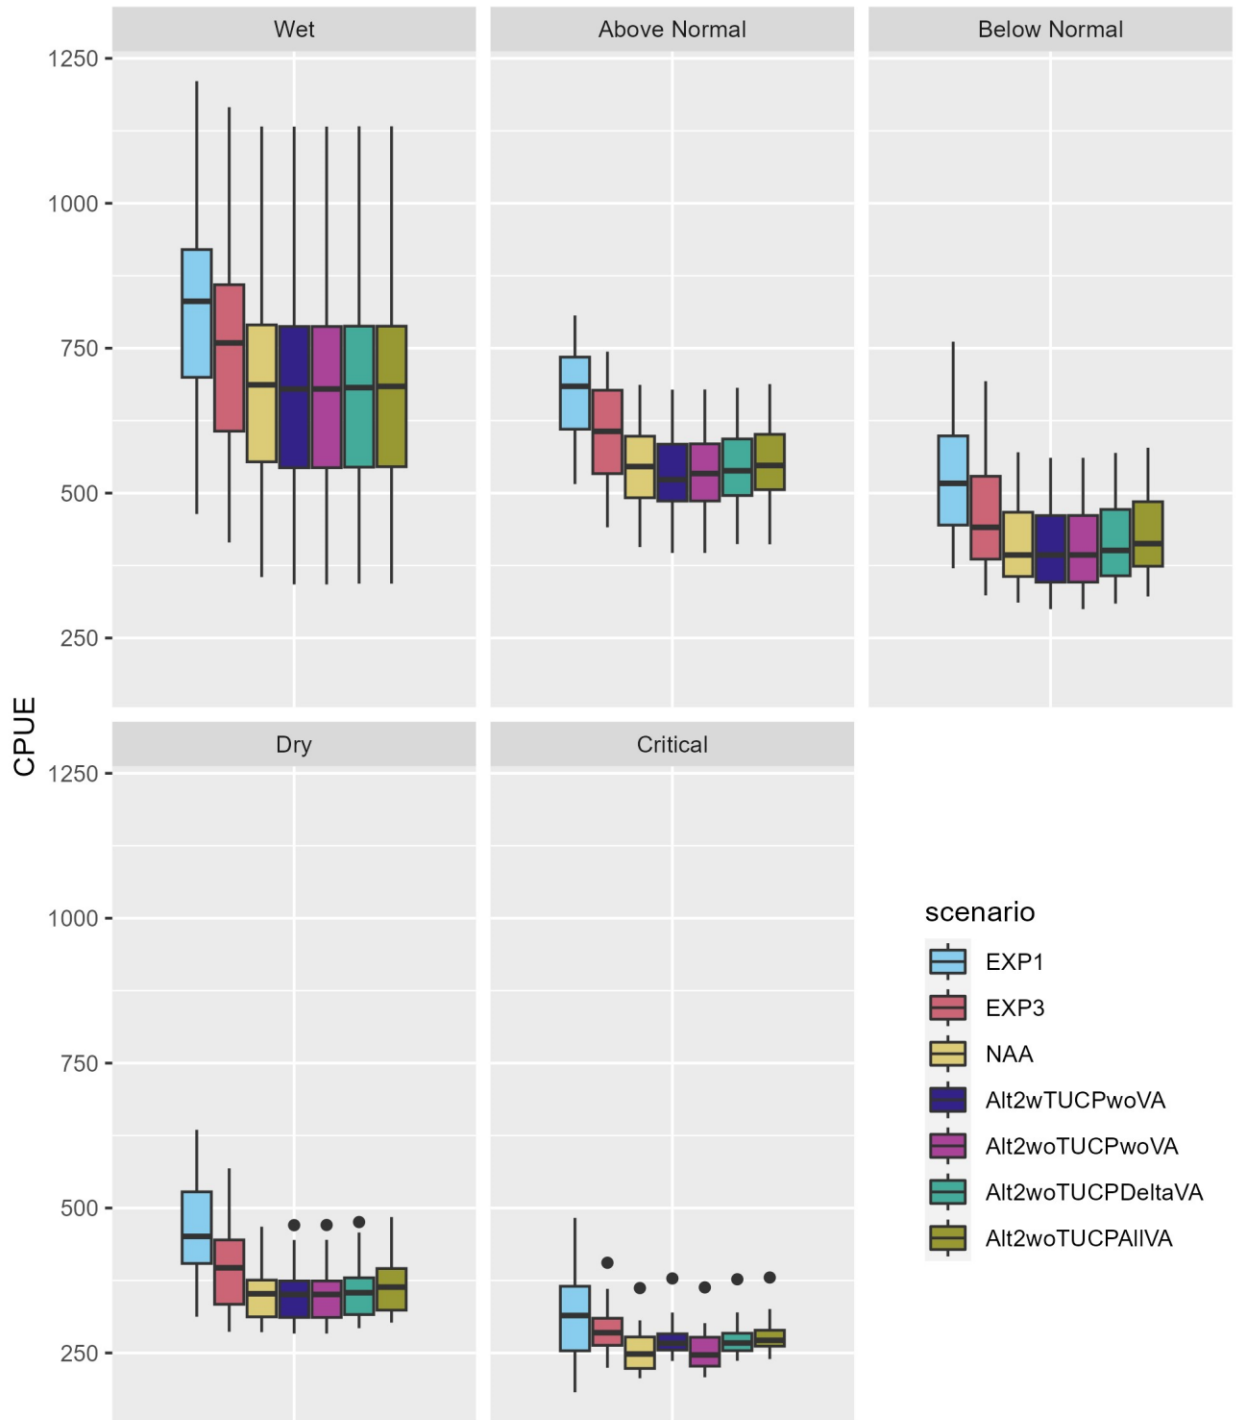 Wet
Above Normal
Below Normal
1250
1000
750
500
250
CPUE
Dry
Critical
1250
1000
750
500
250
scenario
EXP1
EXP3
NAA
Alt2wTUCPwoVA
Alt2woTUCPwoVA
Alt2woTUCPDeltaVA
Alt2woTUCPAllVA